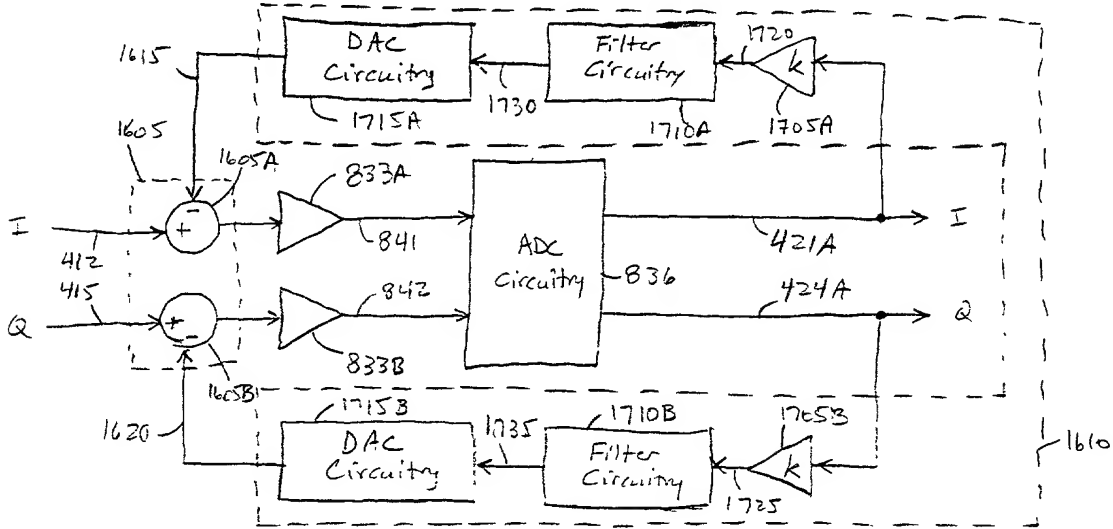 1615
DAC
Circuitry
1715A
1730
Filter
Circuitry
1710A
1720
k
1705A
1605
1605A
-
+
I
412
833A
841
ADC
Circuitry
836
421A
I
415
Q
+
-
1605B
842
833B
424A
Q
1620
1715B
DAC
Circuitry
1735
1710B
Filter
Circuitry
1725
1705B
k
1610